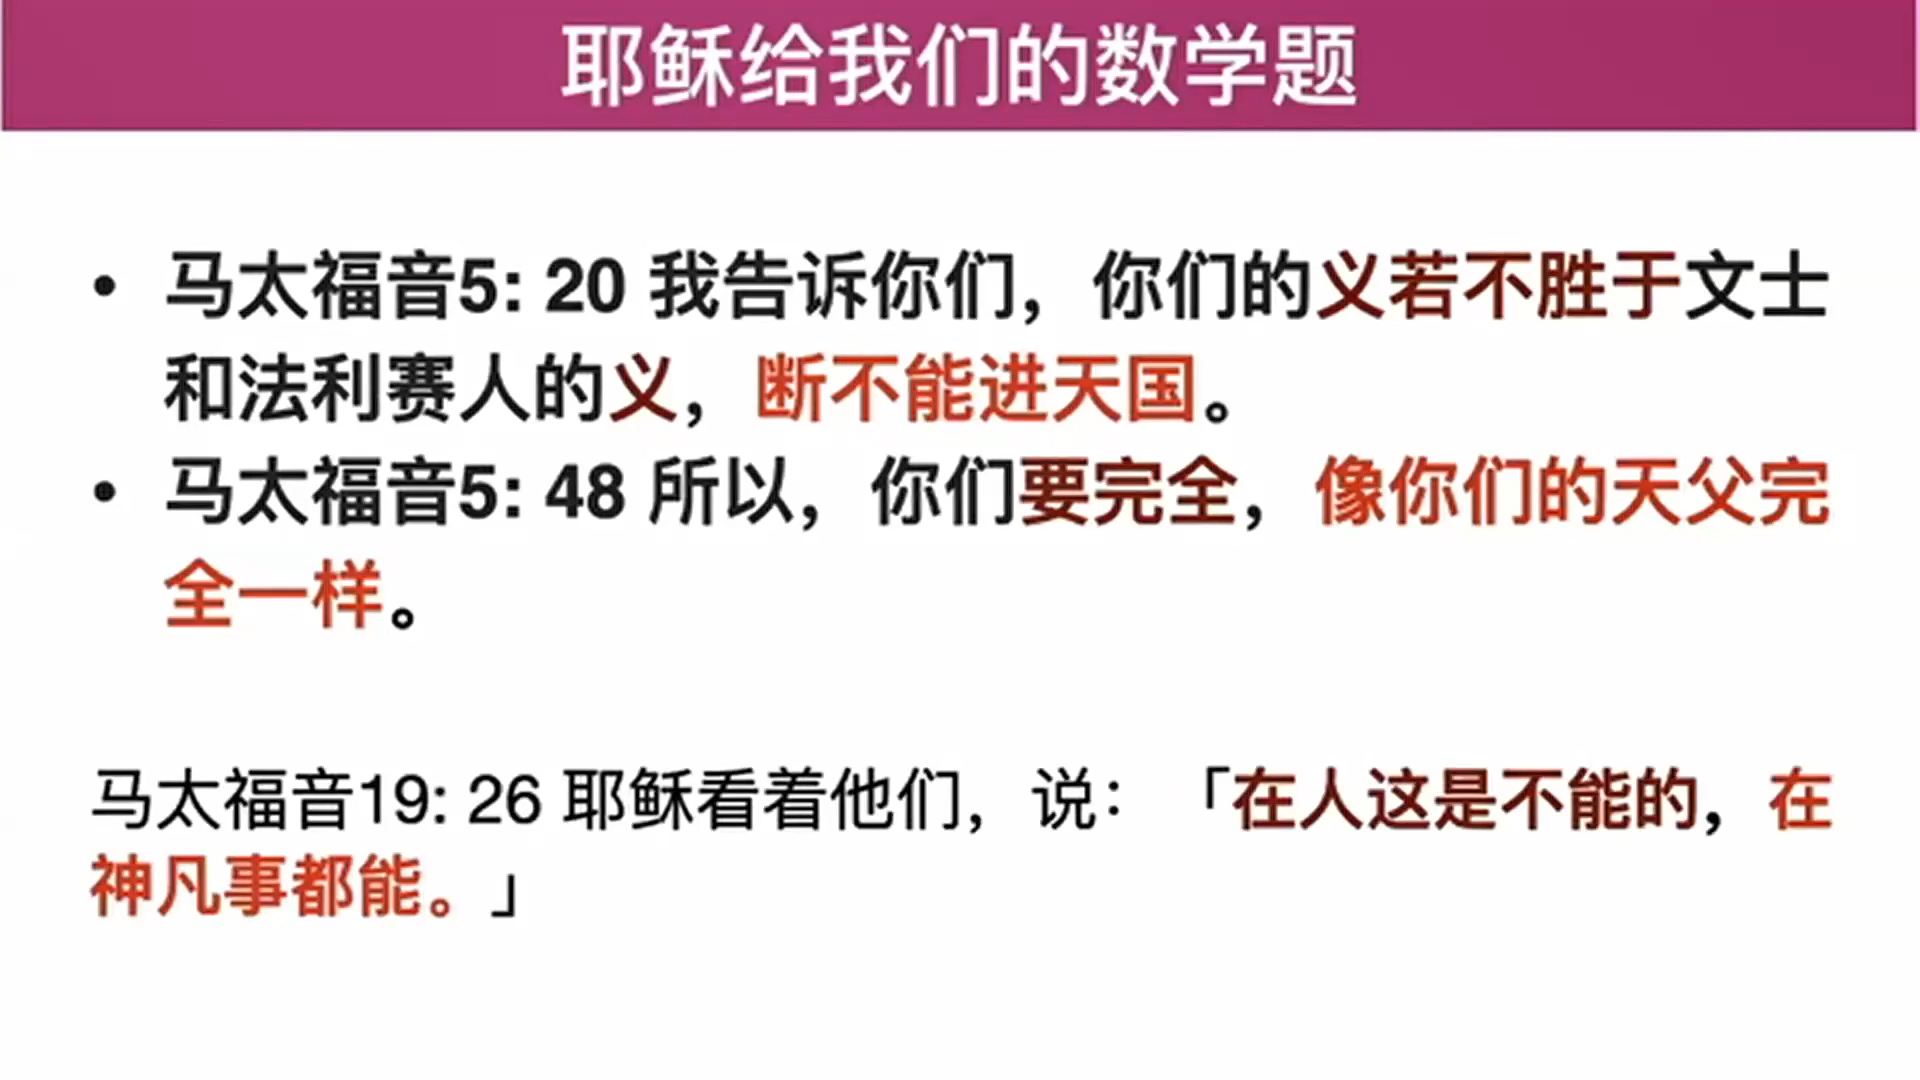 耶稣给我们的数学题
• 马太福音5: 20 我告诉你们，你们的义若不胜于文士
和法利赛人的义，断不能进天国。
• 马太福音5: 48 所以，你们要完全，像你们的天父完
全一样。
马太福音19: 26 耶稣看着他们，说：「在人这是不能的，在
神凡事都能。」